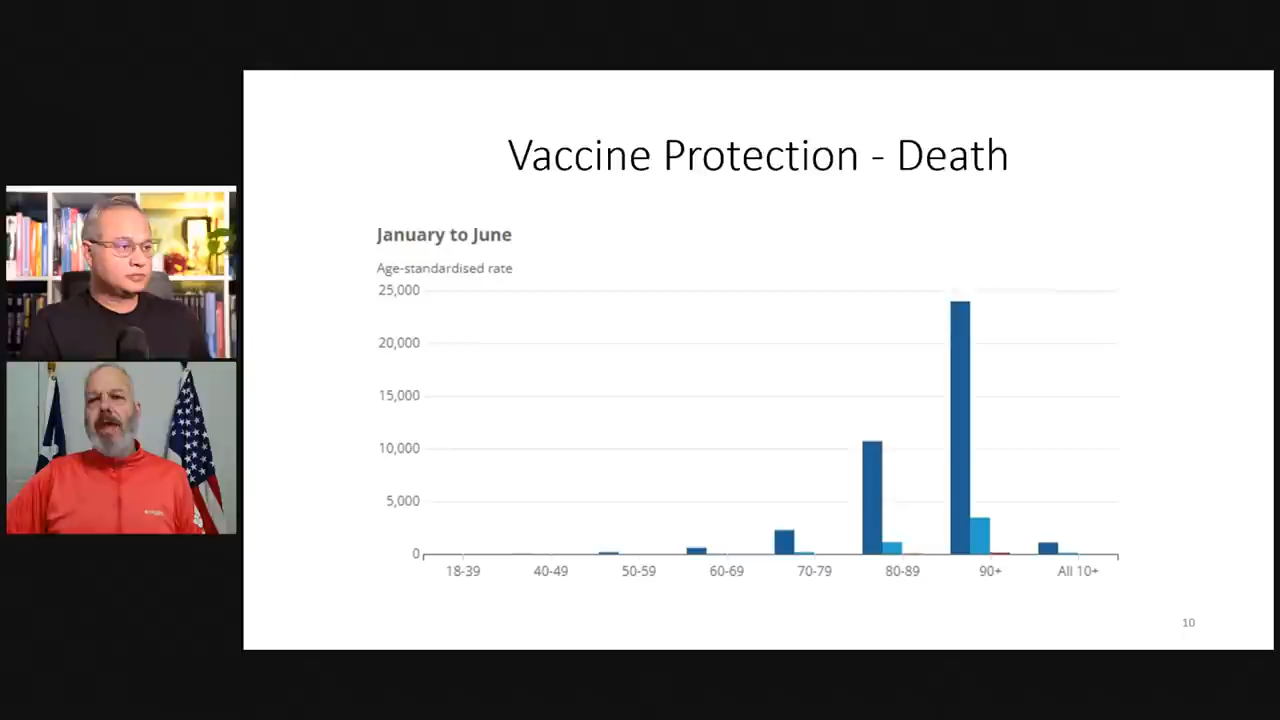 Vaccine Protection - Death
January to June
Age-standardised rate
25,000
20,000
15,000
10,000
5,000
0
18-39 40-49 50-59 60-69 70-79 80-89 90+ All 10+
10